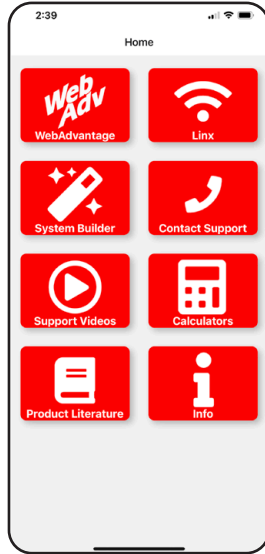 2:39
Home
Web
Adv
WebAdvantage
Linx
System Builder
Contact Support
Support Videos
Calculators
Product Literature
Info